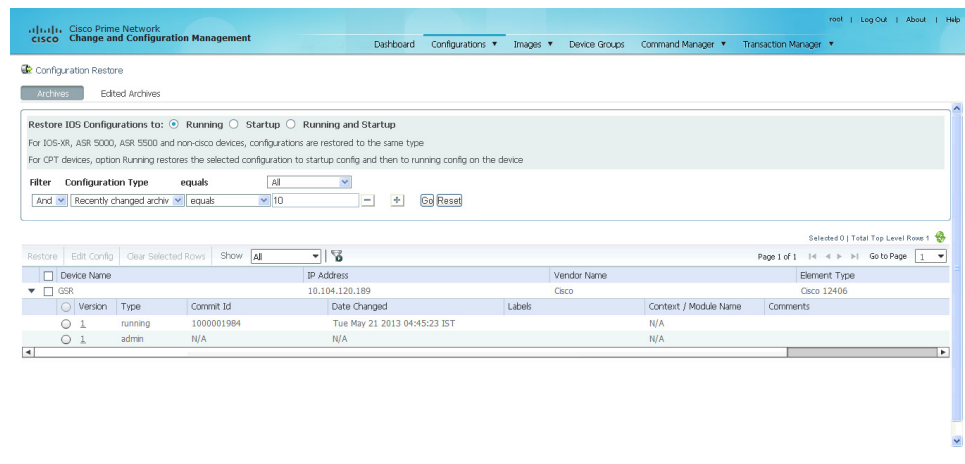 root | Log Out | About | Help
cisco Cisco Prime Network
Change and Configuration Management
Dashboard Configurations ▼ Images ▼ Device Groups Command Manager ▼ Transaction Manager ▼
Configuration Restore
Archives Edited Archives
Restore IOS Configurations to: Running Startup Running and Startup
For IOS-XR, ASR 5000, ASR 5500 and non-cisco devices, configurations are restored to the same type
For CPT devices, option Running restores the selected configuration to startup config and then to running config on the device
Filter Configuration Type equals All
And Recently changed archiv equals 10 - + Go Reset
Selected 0 | Total Top Level Rows 1
Restore Edit Config Clear Selected Rows Show All Page 1 of 1 Go to Page 1
Device Name IP Address Vendor Name Element Type
GSR 10.104.120.189 Cisco Cisco 12406
Version Type Commit Id Date Changed Labels Context / Module Name Comments
1 running 1000001984 Tue May 21 2013 04:45:23 IST N/A
1 admin N/A N/A N/A